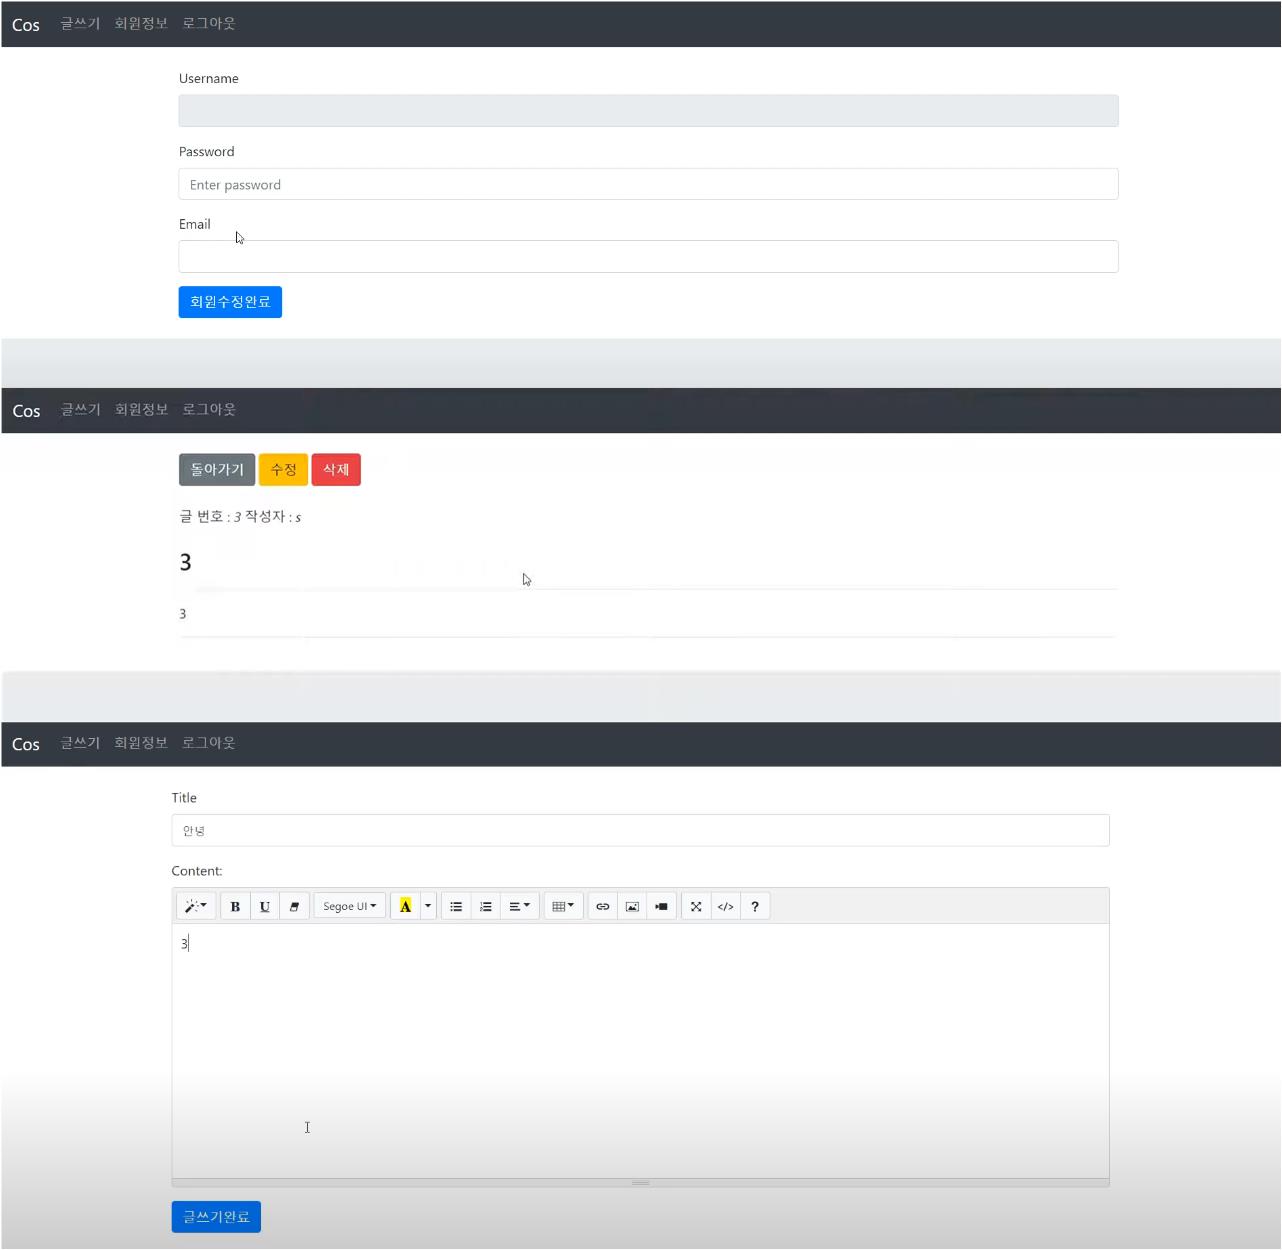 Cos 글쓰기 회원정보 로그아웃
Username
Password
Enter password
Email
회원수정완료
Cos 글쓰기 회원정보 로그아웃
돌아가기 수정 삭제
글 번호 : 3 작성자 : s
3
3
Cos 글쓰기 회원정보 로그아웃
Title
안녕
Content:
B U Segoe UI A </> ?
3
글쓰기완료